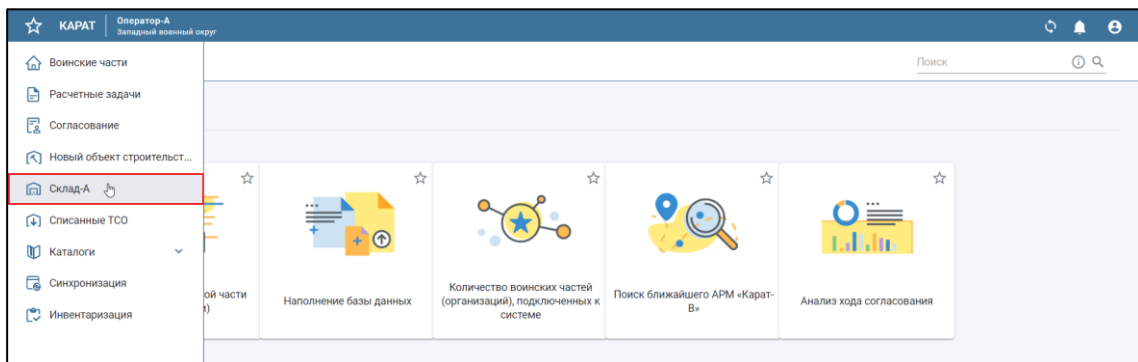 КАРАТ
Оператор-А
Западный военный округ
Воинские части
Поиск
Расчетные задачи
Согласование
Новый объект строительст...
Склад-А
Списанные ТСО
Каталоги
Синхронизация
Инвентаризация
ой части
)
Наполнение базы данных
Количество воинских частей
(организаций), подключенных к
системе
Поиск ближайшего АРМ «Карат-
В»
Анализ хода согласования